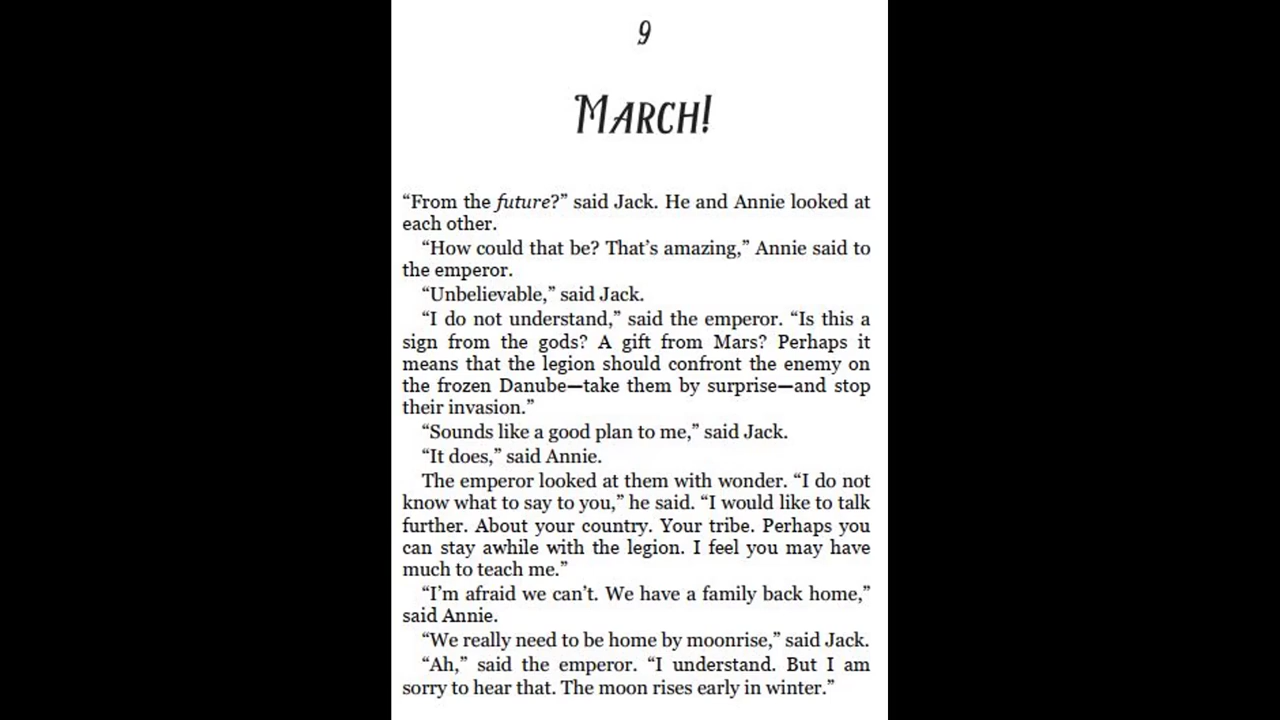 9
MARCH!
“From the future?” said Jack. He and Annie looked at
each other.
“How could that be? That’s amazing,” Annie said to
the emperor.
“Unbelievable,” said Jack.
“I do not understand,” said the emperor. “Is this a
sign from the gods? A gift from Mars? Perhaps it
means that the legion should confront the enemy on
the frozen Danube—take them by surprise—and stop
their invasion.”
“Sounds like a good plan to me,” said Jack.
“It does,” said Annie.
The emperor looked at them with wonder. “I do not
know what to say to you,” he said. “I would like to talk
further. About your country. Your tribe. Perhaps you
can stay awhile with the legion. I feel you may have
much to teach me.”
“I’m afraid we can’t. We have a family back home,”
said Annie.
“We really need to be home by moonrise,” said Jack.
“Ah,” said the emperor. “I understand. But I am
sorry to hear that. The moon rises early in winter.”